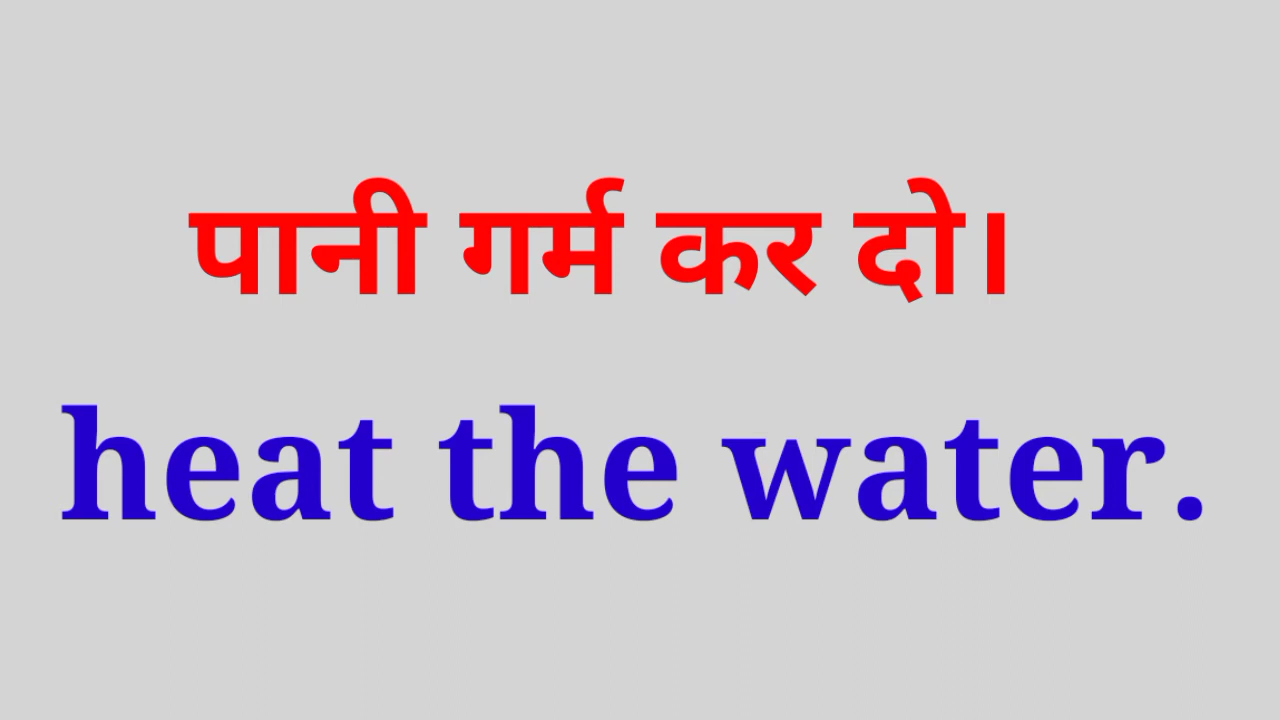 पानी गर्म कर दो।
heat the water.